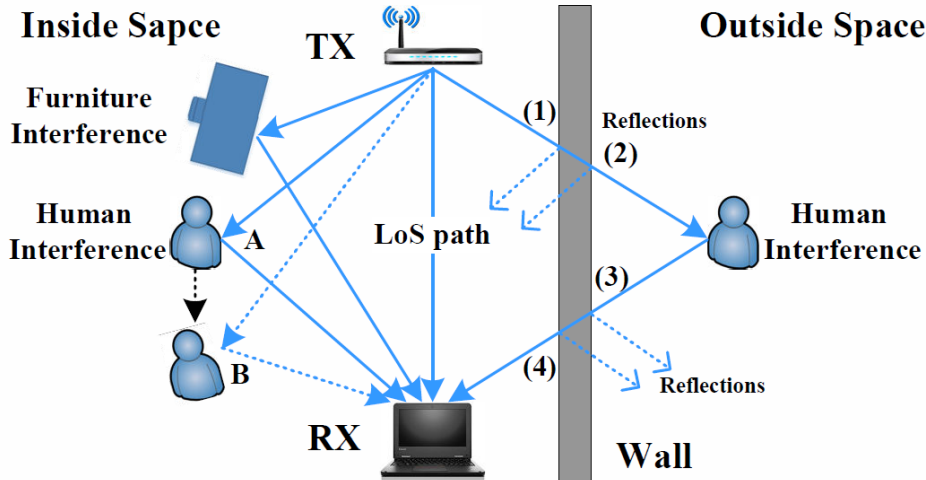 Inside Sapce
TX
Outside Space
Furniture
Interference
(1)
Reflections
(2)
Human
Interference
A
LoS path
Human
Interference
(3)
B
(4)
Reflections
RX
Wall